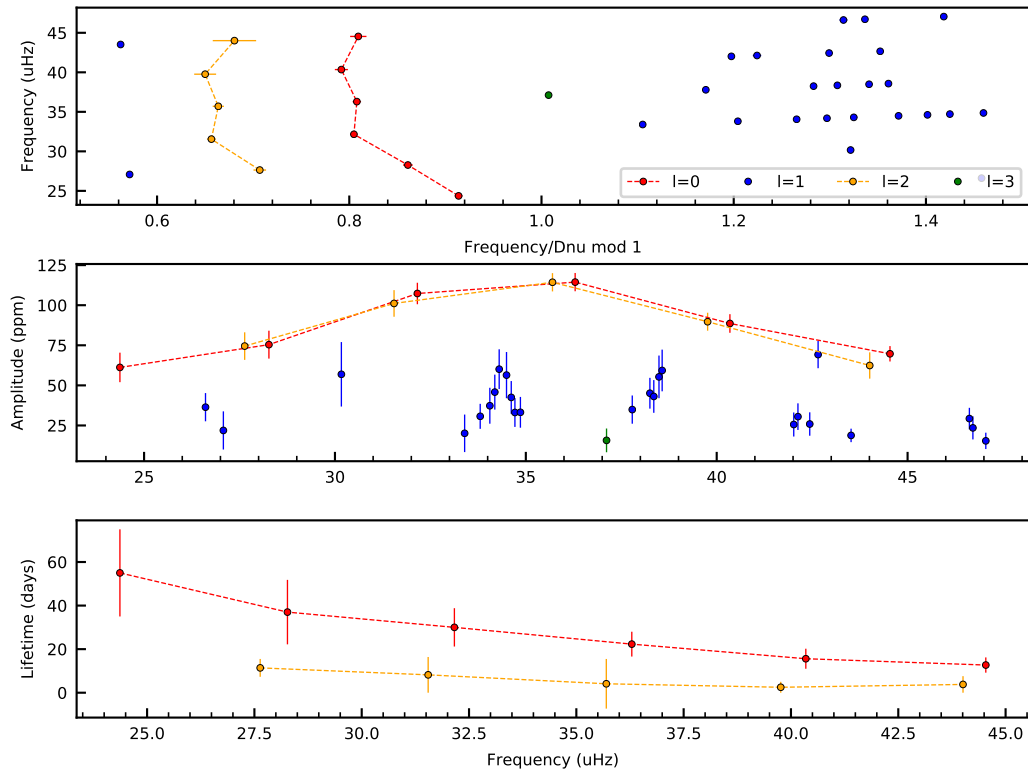 Frequency (uHz)
45
40
35
30
25
0.6 0.8 1.0 1.2 1.4
l=0 l=1 l=2 l=3
Frequency/Dnu mod 1
Amplitude (ppm)
125
100
75
50
25
25 30 35 40 45
Lifetime (days)
60
40
20
0
25.0 27.5 30.0 32.5 35.0 37.5 40.0 42.5 45.0
Frequency (uHz)